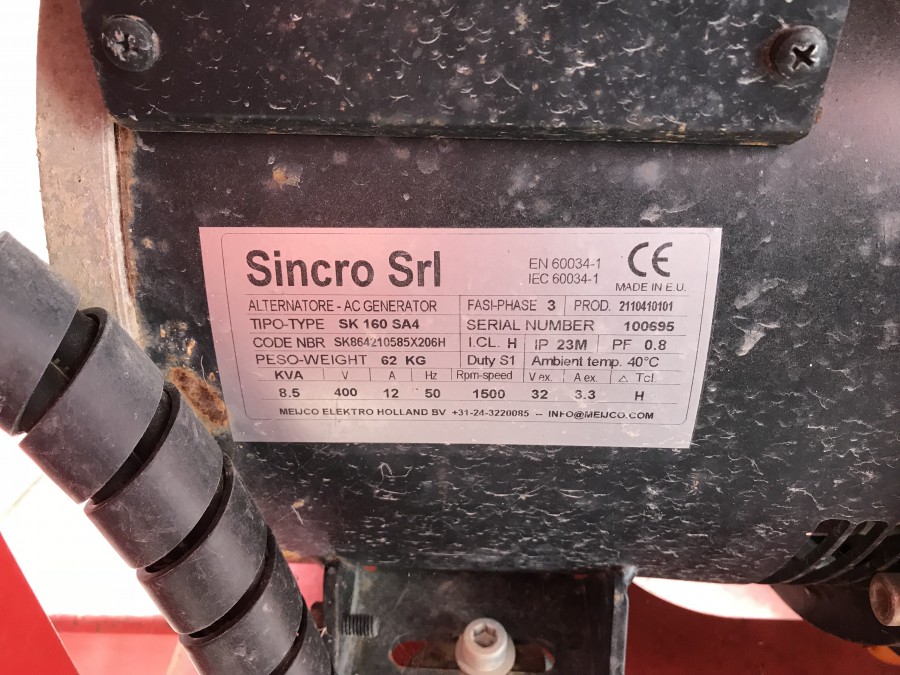 Sincro Srl
EN 60034-1
IEC 60034-1
CE
MADE IN E.U.
ALTERNATORE - AC GENERATOR FASI-PHASE 3 PROD. 2110410101
TIPO-TYPE SK 160 SA4 SERIAL NUMBER 100695
CODE NBR SK864210585X206H I.CL. H IP 23M PF 0.8
PESO-WEIGHT 62 KG Duty S1 Ambient temp. 40°C
KVA V A Hz Rpm-speed V ex. A ex. △ Tcl
8.5 400 12 50 1500 32 3.3 H
MEIJCO ELEKTRO HOLLAND BV +31-24-3220085 -- INFO@MEIJCO.COM